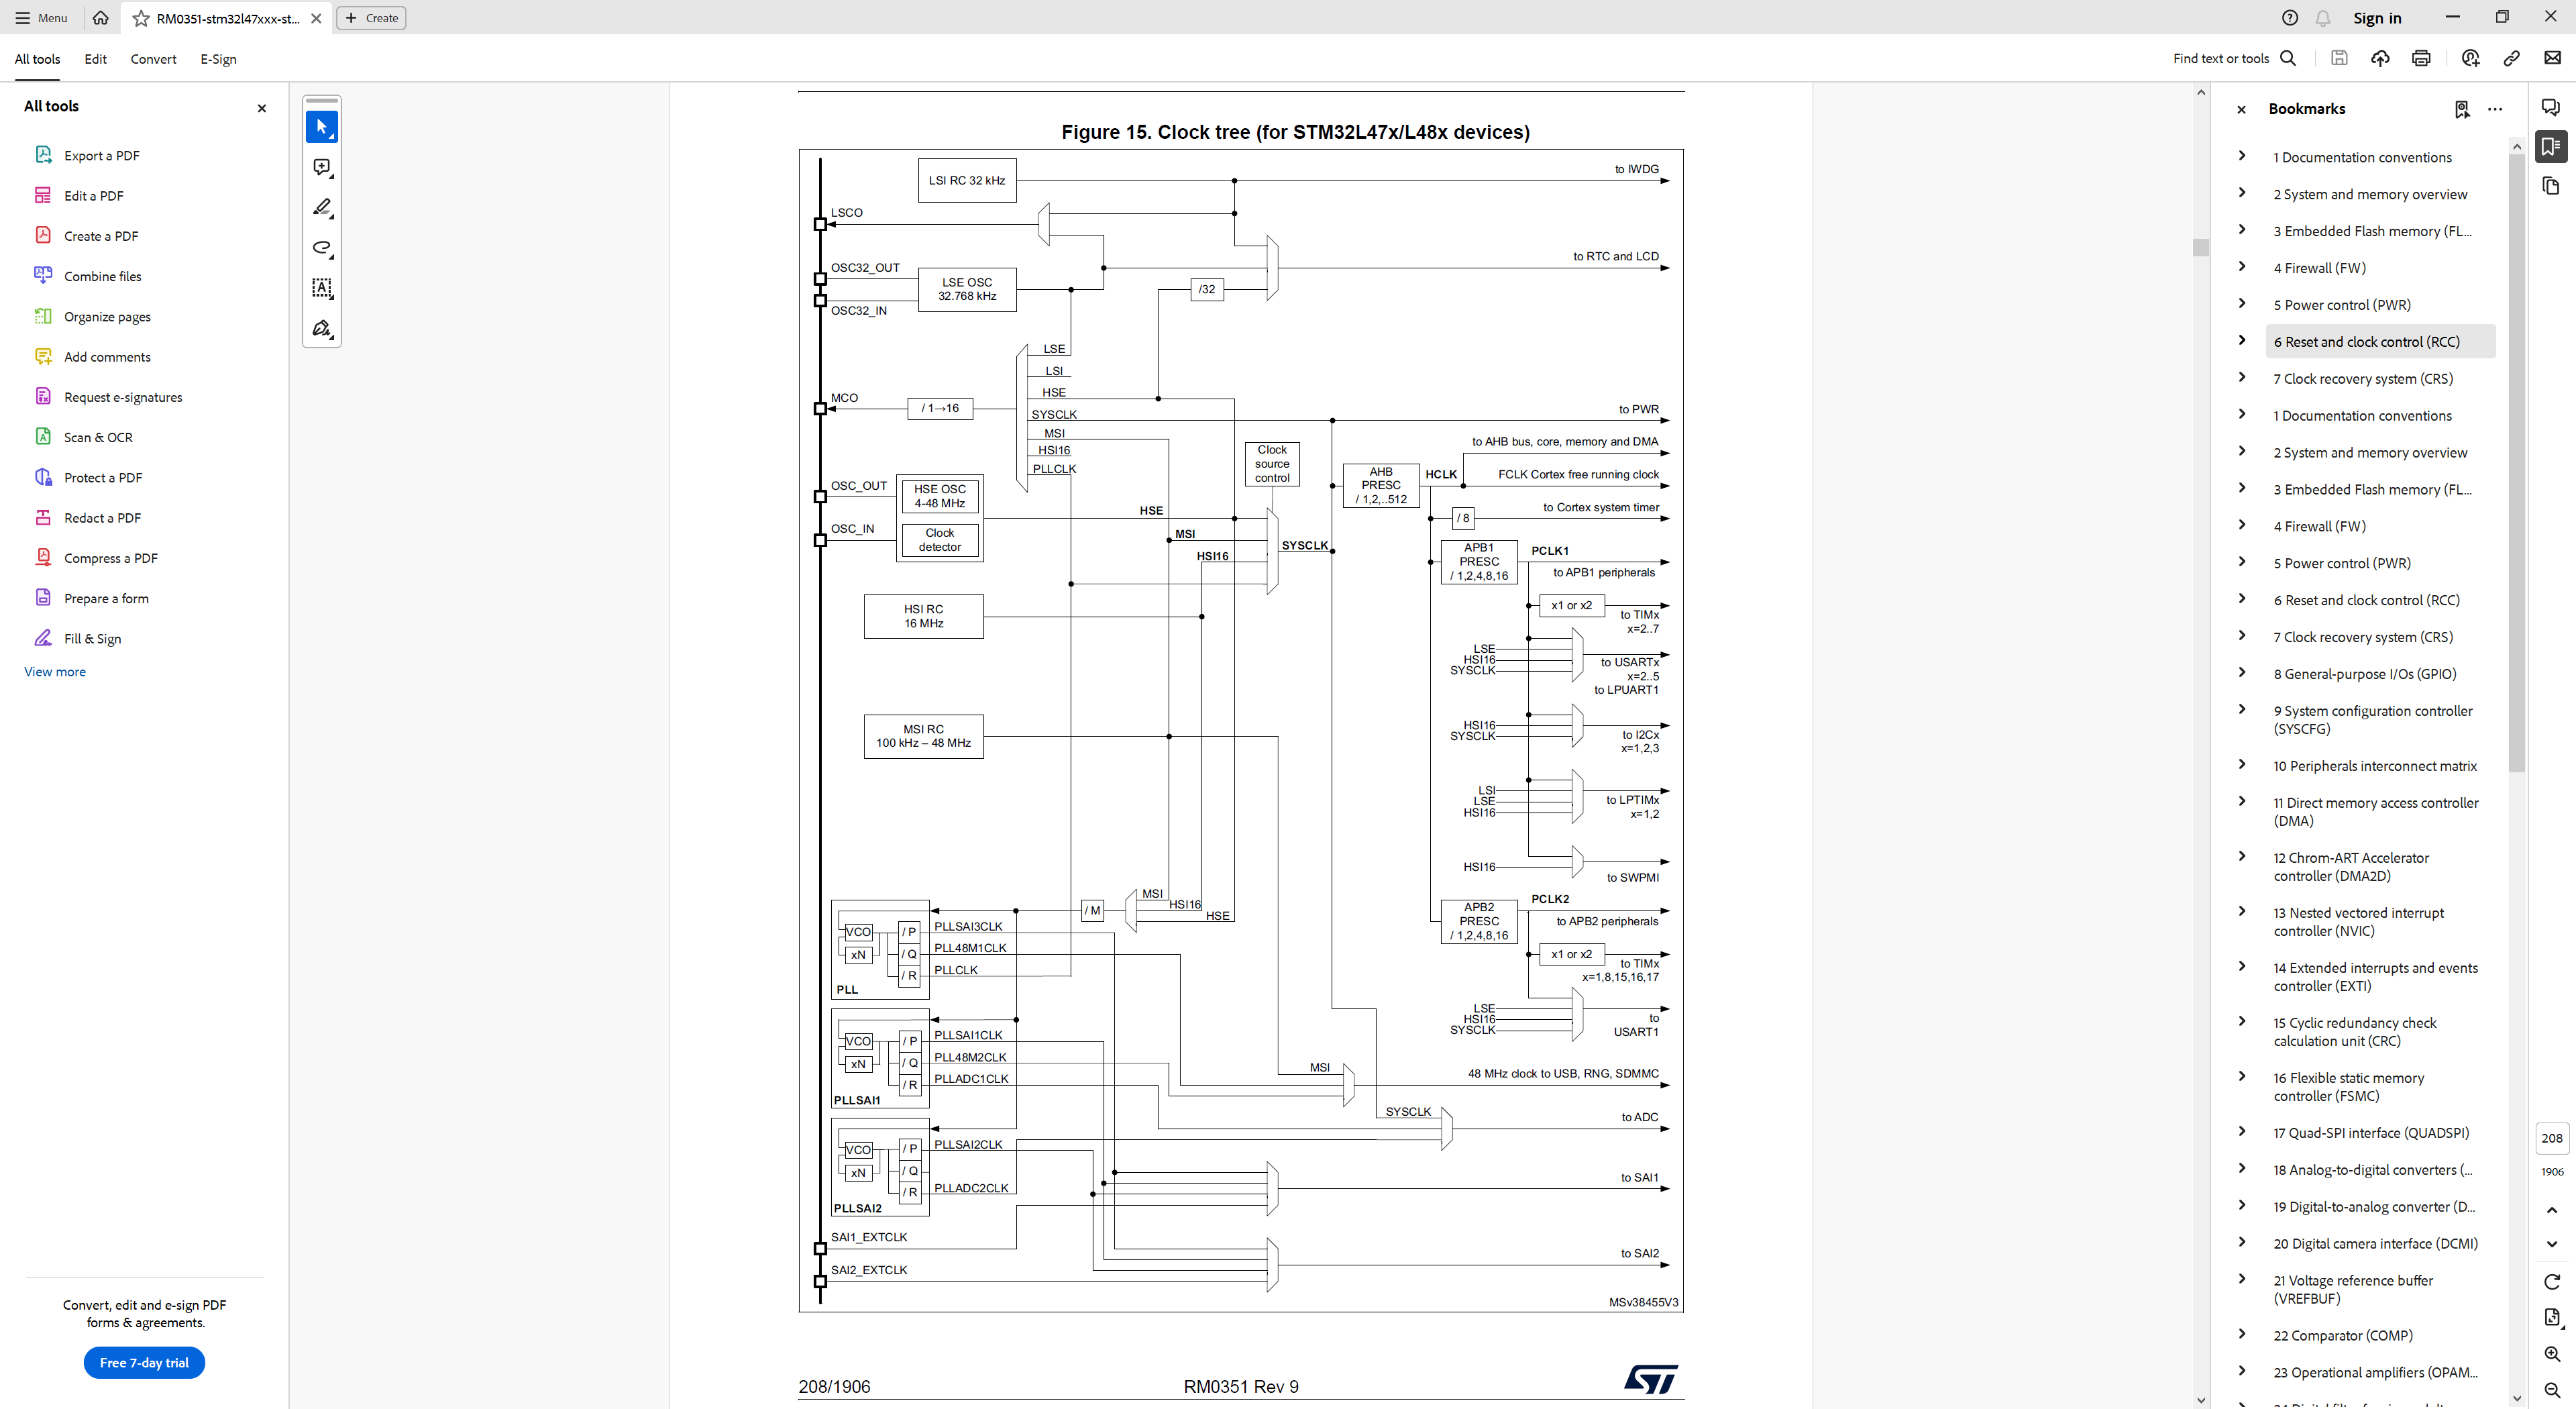 Menu
RM0351-stm32l47xxx-st...
Create
Sign in
All tools
Edit
Convert
E-Sign
Find text or tools
All tools
Export a PDF
Edit a PDF
Create a PDF
Combine files
Organize pages
Add comments
Request e-signatures
Scan & OCR
Protect a PDF
Redact a PDF
Compress a PDF
Prepare a form
Fill & Sign
View more
Convert, edit and e-sign PDF
forms & agreements.
Free 7-day trial
Figure 15. Clock tree (for STM32L47x/L48x devices)
LSI RC 32 kHz
to IWDG
LSCO
to RTC and LCD
OSC32_OUT
LSE OSC
32.768 kHz
/32
OSC32_IN
LSE
LSI
HSE
MCO
/ 1→16
SYSCLK
to PWR
MSI
HSI16
PLLCLK
Clock
source
control
to AHB bus, core, memory and DMA
AHB
PRESC
/ 1,2,..512
HCLK
FCLK Cortex free running clock
OSC_OUT
HSE OSC
4-48 MHz
HSE
/ 8
to Cortex system timer
OSC_IN
Clock
detector
MSI
HSI16
SYSCLK
APB1
PRESC
/ 1,2,4,8,16
PCLK1
to APB1 peripherals
HSI RC
16 MHz
x1 or x2
to TIMx
x=2..7
LSE
HSI16
SYSCLK
to USARTx
x=2..5
to LPUART1
MSI RC
100 kHz – 48 MHz
HSI16
SYSCLK
to I2Cx
x=1,2,3
LSI
LSE
HSI16
to LPTIMx
x=1,2
HSI16
to SWPMI
MSI
HSI16
HSE
/ M
APB2
PRESC
/ 1,2,4,8,16
PCLK2
to APB2 peripherals
VCO
xN
/ P
/ Q
/ R
PLLSAI3CLK
PLL48M1CLK
PLLCLK
PLL
x1 or x2
to TIMx
x=1,8,15,16,17
LSE
HSI16
SYSCLK
to
USART1
VCO
xN
/ P
/ Q
/ R
PLLSAI1CLK
PLL48M2CLK
PLLADC1CLK
PLLSAI1
MSI
48 MHz clock to USB, RNG, SDMMC
SYSCLK
to ADC
VCO
xN
/ P
/ Q
/ R
PLLSAI2CLK
PLLADC2CLK
PLLSAI2
to SAI1
SAI1_EXTCLK
to SAI2
SAI2_EXTCLK
MSv38455V3
208/1906
RM0351 Rev 9
ST
Bookmarks
1 Documentation conventions
2 System and memory overview
3 Embedded Flash memory (FL...
4 Firewall (FW)
5 Power control (PWR)
6 Reset and clock control (RCC)
7 Clock recovery system (CRS)
1 Documentation conventions
2 System and memory overview
3 Embedded Flash memory (FL...
4 Firewall (FW)
5 Power control (PWR)
6 Reset and clock control (RCC)
7 Clock recovery system (CRS)
8 General-purpose I/Os (GPIO)
9 System configuration controller
(SYSCFG)
10 Peripherals interconnect matrix
11 Direct memory access controller
(DMA)
12 Chrom-ART Accelerator
controller (DMA2D)
13 Nested vectored interrupt
controller (NVIC)
14 Extended interrupts and events
controller (EXTI)
15 Cyclic redundancy check
calculation unit (CRC)
16 Flexible static memory
controller (FSMC)
17 Quad-SPI interface (QUADSPI)
18 Analog-to-digital converters (...
19 Digital-to-analog converter (D...
20 Digital camera interface (DCMI)
21 Voltage reference buffer
(VREFBUF)
22 Comparator (COMP)
23 Operational amplifiers (OPAM...
208
1906